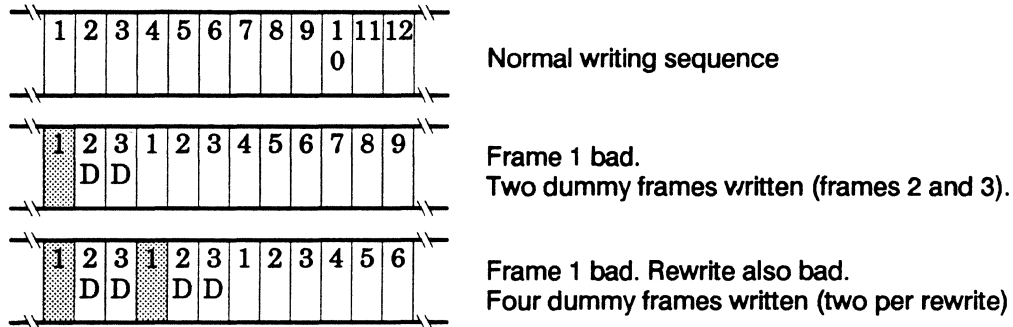 1 2 3 4 5 6 7 8 9 10 11 12
Normal writing sequence
1 2 3 1 2 3 4 5 6 7 8 9
D D
Frame 1 bad.
Two dummy frames written (frames 2 and 3).
1 2 3 1 2 3 1 2 3 4 5 6
D D D D
Frame 1 bad. Rewrite also bad.
Four dummy frames written (two per rewrite)